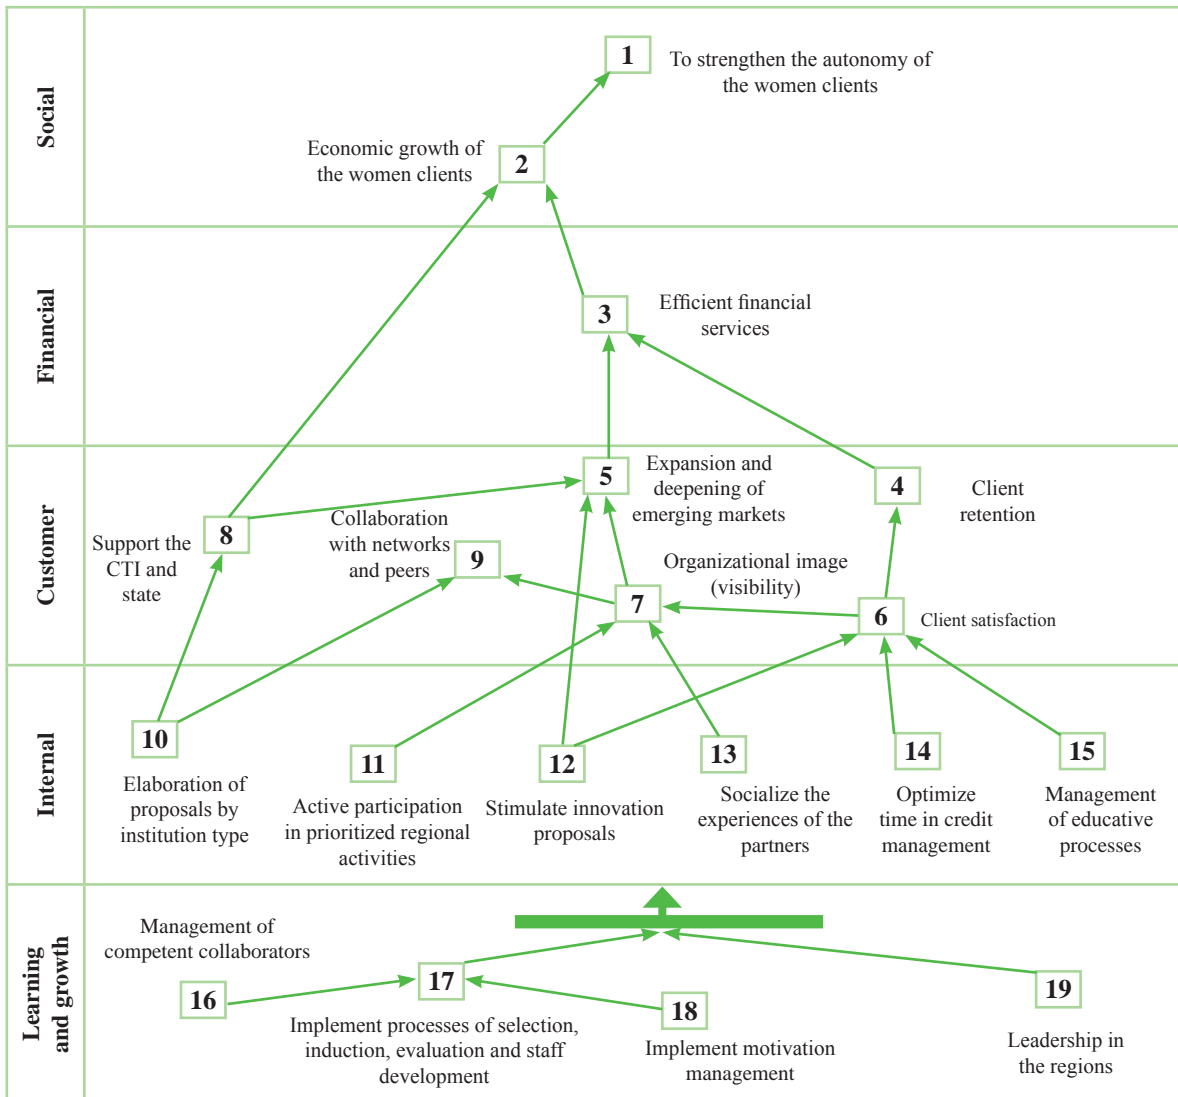 Social
1
To strengthen the autonomy of
the women clients
Economic growth of
the women clients
2
Financial
3
Efficient financial
services
Customer
5
Expansion and
deepening of
emerging markets
4
Client
retention
8
Support the
CTI and
state
Collaboration
with networks
and peers
9
Organizational image
(visibility)
7
6
Client satisfaction
Internal
10
Elaboration of
proposals by
institution type
11
Active participation
in prioritized regional
activities
12
Stimulate innovation
proposals
13
Socialize the
experiences of the
partners
14
Optimize
time in credit
management
15
Management
of educative
processes
Learning
and growth
Management of
competent collaborators
16
17
Implement processes of selection,
induction, evaluation and staff
development
18
Implement motivation
management
19
Leadership in
the regions